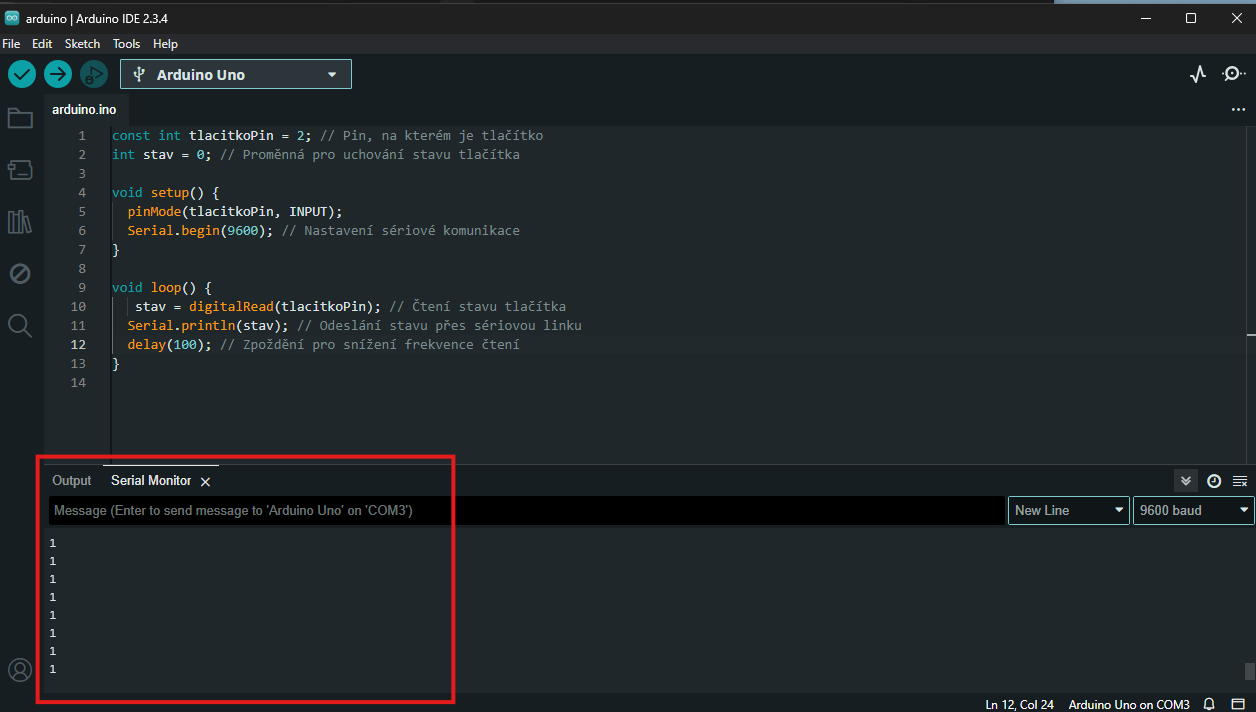 arduino | Arduino IDE 2.3.4
File Edit Sketch Tools Help
Arduino Uno
arduino.ino
1 const int tlacitkoPin = 2; // Pin, na kterém je tlačítko
2 int stav = 0; // Proměnná pro uchování stavu tlačítka
3
4 void setup() {
5 pinMode(tlacitkoPin, INPUT);
6 Serial.begin(9600); // Nastavení sériové komunikace
7 }
8
9 void loop() {
10 stav = digitalRead(tlacitkoPin); // Čtení stavu tlačítka
11 Serial.println(stav); // Odeslání stavu přes sériovou linku
12 delay(100); // Zpoždění pro snížení frekvence čtení
13 }
14
Output Serial Monitor
Message (Enter to send message to 'Arduino Uno' on 'COM3') New Line 9600 baud
1
1
1
1
1
1
1
1
Ln 12, Col 24 Arduino Uno on COM3